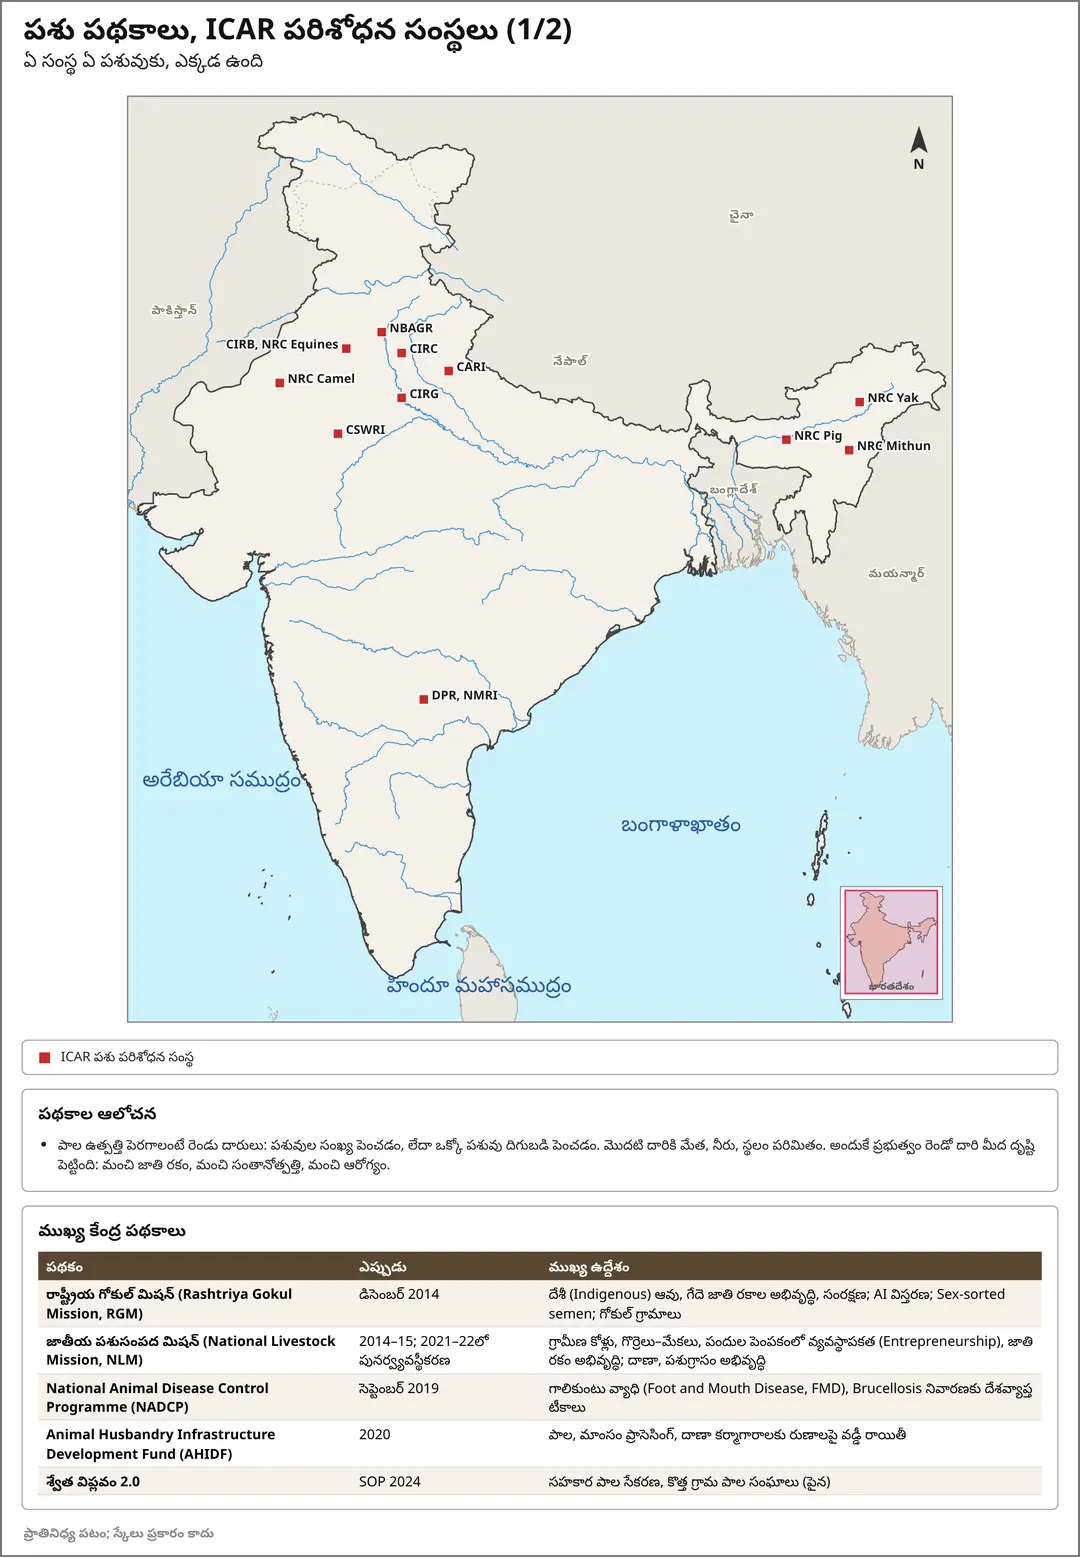 పశు పథకాలు, ICAR పరిశోధన సంస్థలు (1/2)
ఏ సంస్థ ఏ పశువుకు, ఎక్కడ ఉంది
N
చైనా
పాకిస్తాన్
నేపాల్
NBAGR
CIRB, NRC Equines
CIRC
CARI
NRC Camel
CIRG
CSWRI
NRC Yak
NRC Pig
NRC Mithun
బంగ్లాదేశ్
మయన్మార్
DPR, NMRI
అరేబియా సముద్రం
బంగాళాఖాతం
హిందూ మహాసముద్రం
భారతదేశం
ICAR పశు పరిశోధన సంస్థ
పథకాల ఆలోచన
• పాల ఉత్పత్తి పెరగాలంటే రెండు దారులు: పశువుల సంఖ్య పెంచడం, లేదా ఒక్కో పశువు దిగుబడి పెంచడం. మొదటి దారికి మేత, నీరు, స్థలం పరిమితం. అందుకే ప్రభుత్వం రెండో దారి మీద దృష్టి
పెట్టింది: మంచి జాతి రకం, మంచి సంతానోత్పత్తి, మంచి ఆరోగ్యం.
ముఖ్య కేంద్ర పథకాలు
పథకం ఎప్పుడు ముఖ్య ఉద్దేశం
రాష్ట్రీయ గోకుల్ మిషన్ (Rashtriya Gokul Mission, RGM) డిసెంబర్ 2014 దేశీ (Indigenous) ఆవు, గేదె జాతి రకాల అభివృద్ధి, సంరక్షణ; AI విస్తరణ; Sex-sorted semen; గోకుల్ గ్రామాలు
జాతీయ పశుసంపద మిషన్ (National Livestock Mission, NLM) 2014–15; 2021–22లో పునర్వ్యవస్థీకరణ గ్రామీణ కోళ్లు, గొర్రెలు–మేకలు, పందుల పెంపకంలో వ్యవస్థాపకత (Entrepreneurship), జాతి రకం అభివృద్ధి; దాణా, పశుగ్రాసం అభివృద్ధి
National Animal Disease Control Programme (NADCP) సెప్టెంబర్ 2019 గాలికుంటు వ్యాధి (Foot and Mouth Disease, FMD), Brucellosis నివారణకు దేశవ్యాప్త టీకాలు
Animal Husbandry Infrastructure Development Fund (AHIDF) 2020 పాల, మాంసం ప్రాసెసింగ్, దాణా కర్మాగారాలకు రుణాలపై వడ్డీ రాయితీ
శ్వేత విప్లవం 2.0 SOP 2024 సహకార పాల సేకరణ, కొత్త గ్రామ పాల సంఘాలు (పైన)
ప్రాతినిధ్య పటం; స్కేలు ప్రకారం కాదు